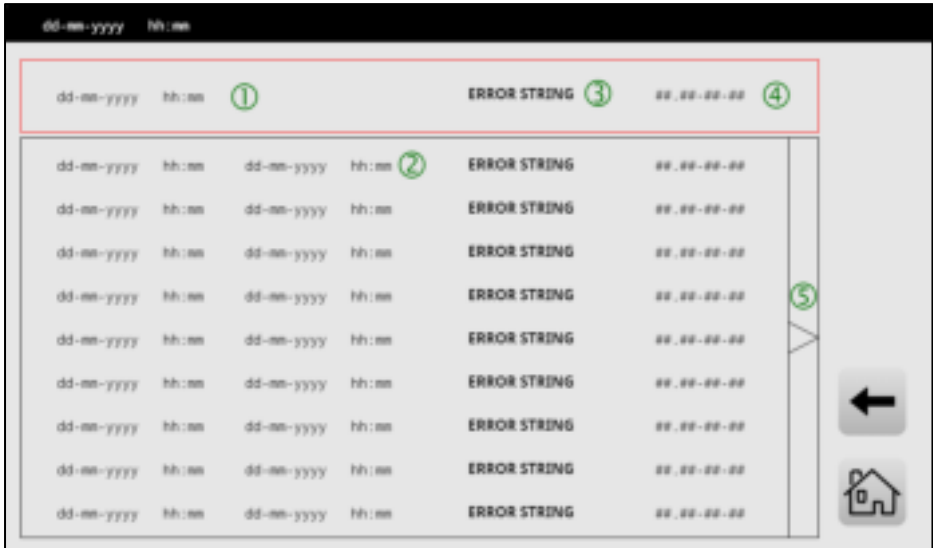 dd-mm-yyyy hh:mm
dd-mm-yyyy hh:mm ① ERROR STRING ③ ##.##-##-## ④
dd-mm-yyyy hh:mm dd-mm-yyyy hh:mm ② ERROR STRING ##.##-##-##
dd-mm-yyyy hh:mm dd-mm-yyyy hh:mm ERROR STRING ##.##-##-##
dd-mm-yyyy hh:mm dd-mm-yyyy hh:mm ERROR STRING ##.##-##-##
dd-mm-yyyy hh:mm dd-mm-yyyy hh:mm ERROR STRING ##.##-##-## ⑤
dd-mm-yyyy hh:mm dd-mm-yyyy hh:mm ERROR STRING ##.##-##-##
dd-mm-yyyy hh:mm dd-mm-yyyy hh:mm ERROR STRING ##.##-##-##
dd-mm-yyyy hh:mm dd-mm-yyyy hh:mm ERROR STRING ##.##-##-##
dd-mm-yyyy hh:mm dd-mm-yyyy hh:mm ERROR STRING ##.##-##-##
dd-mm-yyyy hh:mm dd-mm-yyyy hh:mm ERROR STRING ##.##-##-##